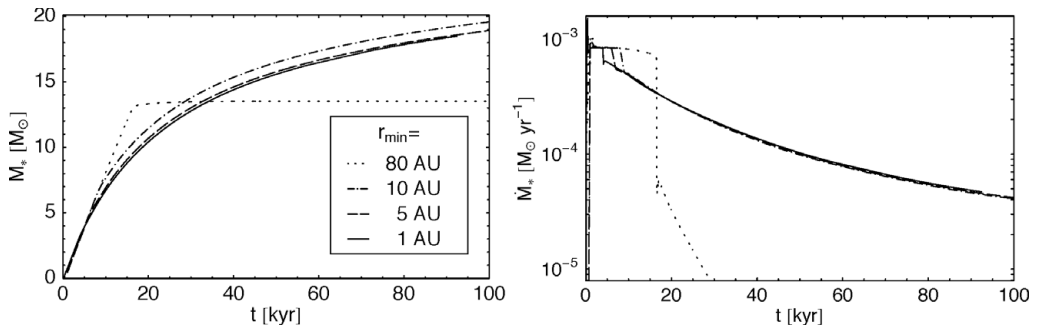 20
15
10
5
0
M* [M⊙]
r_min=
80 AU
10 AU
5 AU
1 AU
0 20 40 60 80 100
t [kyr]
10⁻³
10⁻⁴
10⁻⁵
Ṁ* [M⊙ yr⁻¹]
0 20 40 60 80 100
t [kyr]